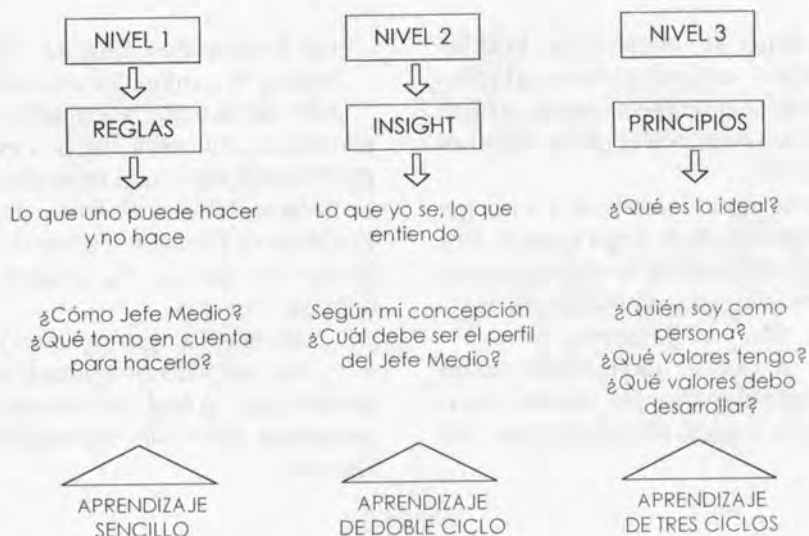 NIVEL 1
REGLAS
Lo que uno puede hacer
y no hace
¿Cómo Jefe Medio?
¿Qué tomo en cuenta
para hacerlo?
APRENDIZAJE
SENCILLO
NIVEL 2
INSIGHT
Lo que yo se, lo que
entiendo
Según mi concepción
¿Cuál debe ser el perfil
del Jefe Medio?
APRENDIZAJE
DE DOBLE CICLO
NIVEL 3
PRINCIPIOS
¿Qué es lo ideal?
¿Quién soy como
persona?
¿Qué valores tengo?
¿Qué valores debo
desarrollar?
APRENDIZAJE
DE TRES CICLOS